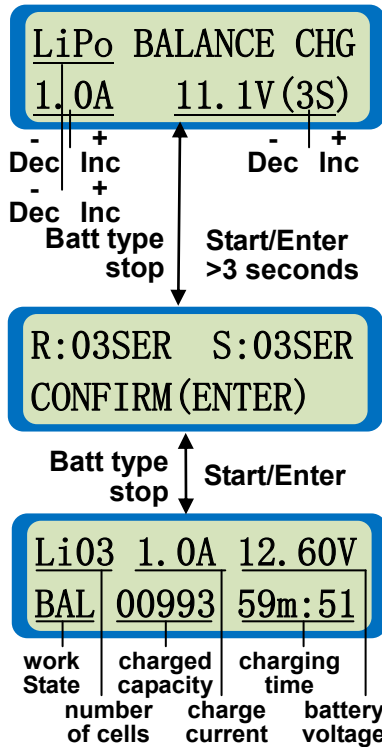 LiPo BALANCE CHG
1.0A 11.1V(3S)
- + - +
Dec Inc Dec Inc
- +
Dec Inc
Batt type Start/Enter
stop >3 seconds
R:03SER S:03SER
CONFIRM(ENTER)
Batt type
stop Start/Enter
Li03 1.0A 12.60V
BAL 00993 59m:51
work charged charging
State capacity time
number charge battery
of cells current voltage